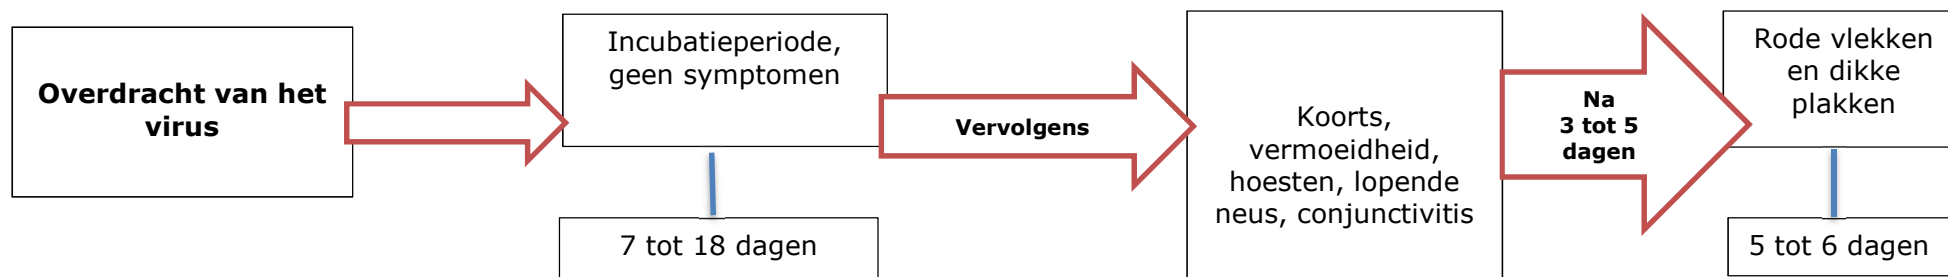 Overdracht van het
virus
Incubatieperiode,
geen symptomen
7 tot 18 dagen
Vervolgens
Koorts,
vermoeidheid,
hoesten, lopende
neus, conjunctivitis
Na
3 tot 5
dagen
Rode vlekken
en dikke
plakken
5 tot 6 dagen